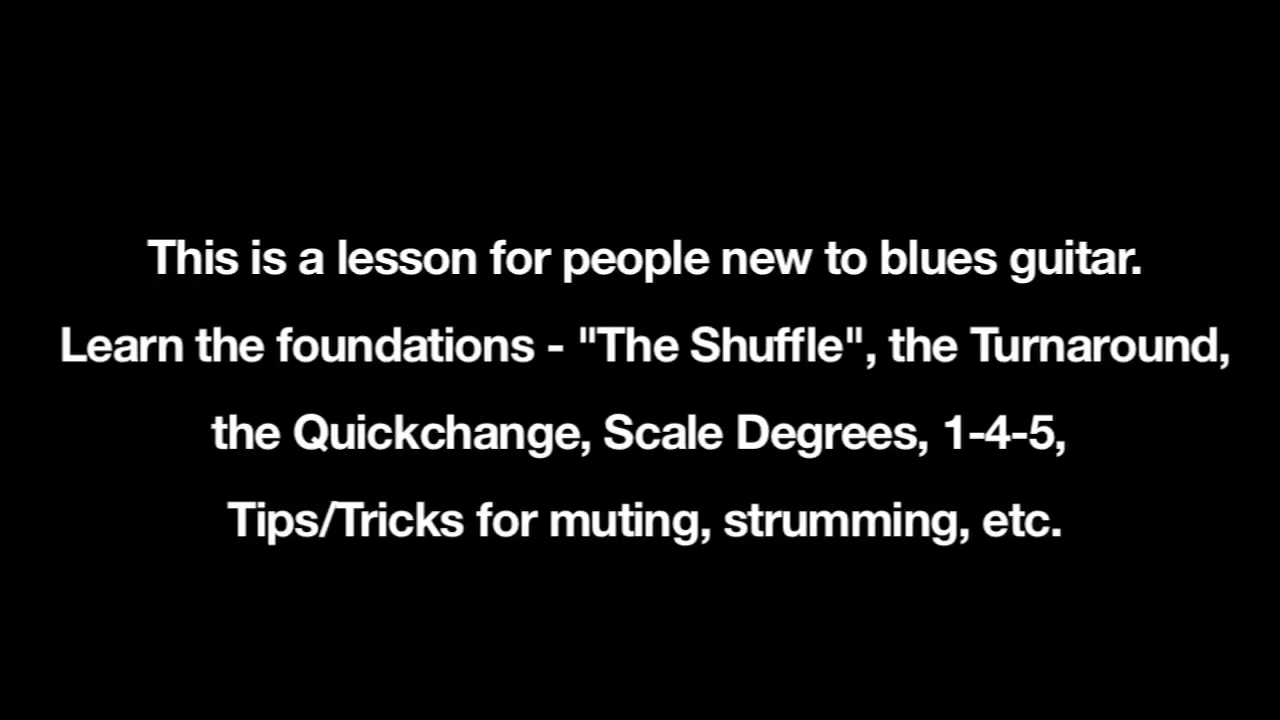 This is a lesson for people new to blues guitar.
Learn the foundations - "The Shuffle", the Turnaround,
the Quickchange, Scale Degrees, 1-4-5,
Tips/Tricks for muting, strumming, etc.